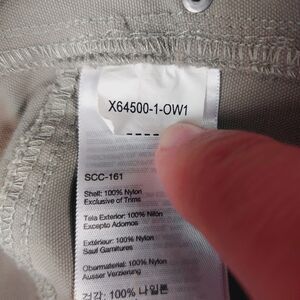 X64500-1-OW1
SCC-161
Shell: 100% Nylon
Exclusive of Trims
Tela Exterior: 100% Nilón
Excepto Adornos
Extérieur: 100% Nylon
Sauf Garnitures
Obermaterial: 100% Nylon
Ausser Verzierung
겉감: 100% 나일론